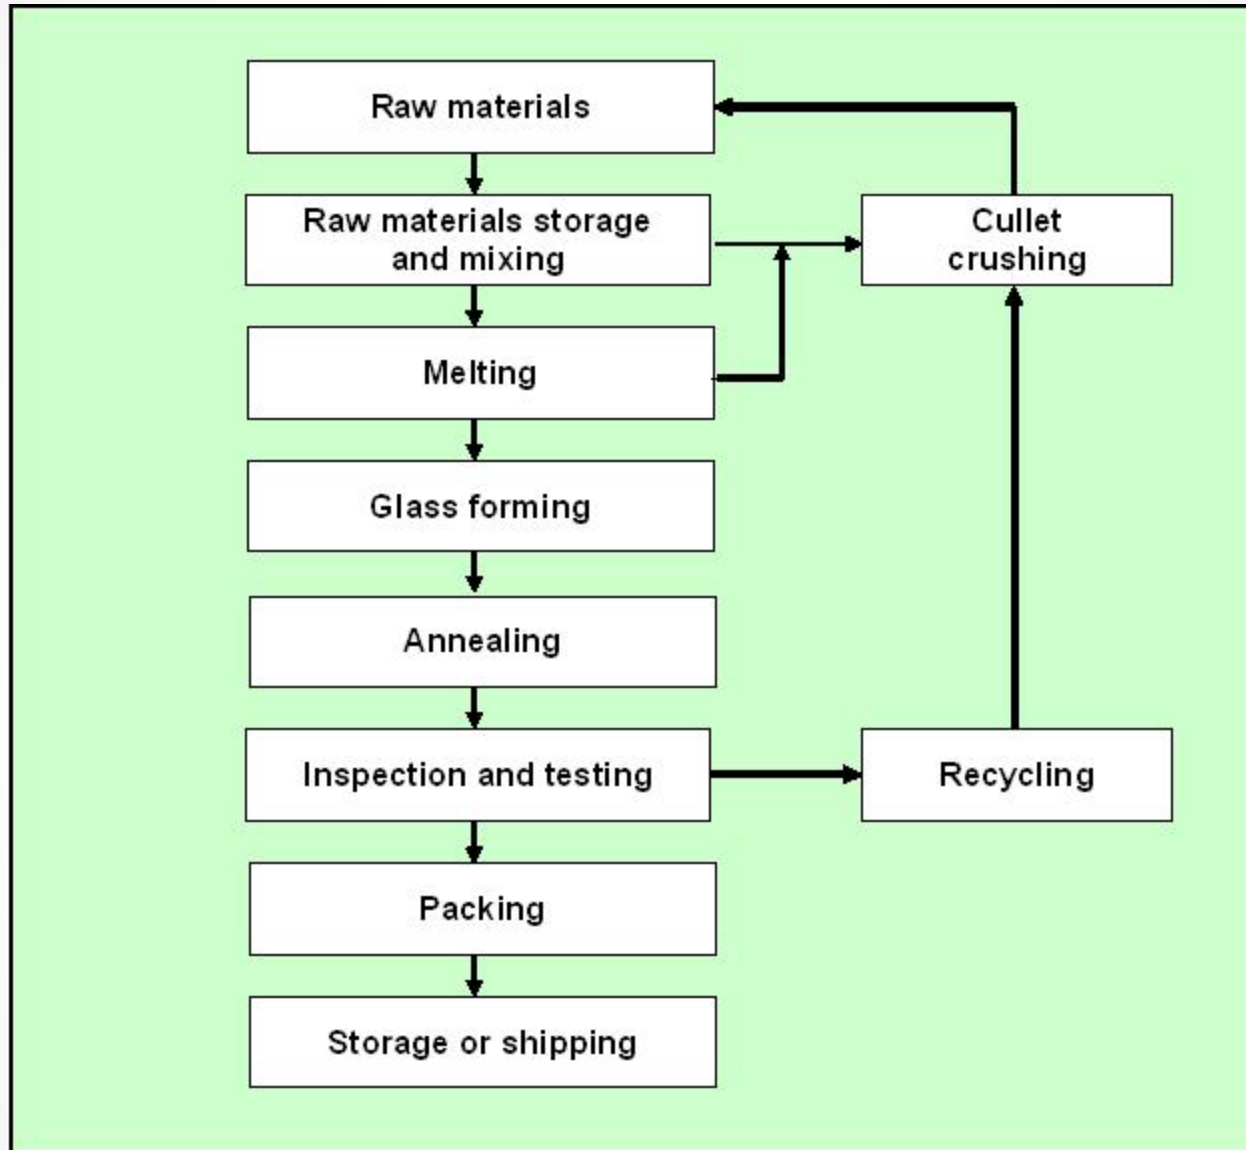 Raw materials
Raw materials storage
and mixing
Cullet
crushing
Melting
Glass forming
Annealing
Inspection and testing
Recycling
Packing
Storage or shipping